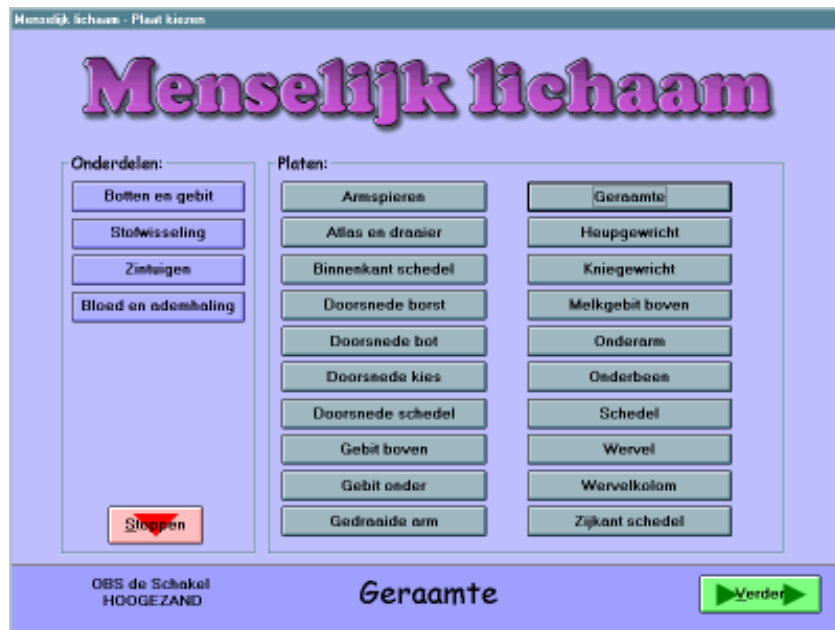 Menselijk lichaam - Plaat kiezen
Menselijk lichaam
Onderdelen:
Botten en gebit
Stofwisseling
Zintuigen
Bloed en ademhaling
Stoppen
Platen:
Armspieren
Atlas en draaier
Binnenkant schedel
Doorsnede borst
Doorsnede bot
Doorsnede kies
Doorsnede schedel
Gebit boven
Gebit onder
Gedraaide arm
Geraamte
Heupgewricht
Kniegewricht
Melkgebit boven
Onderarm
Onderbeen
Schedel
Wervel
Wervelkolom
Zijkant schedel
OBS de Schakel
HOOGEZAND
Geraamte
Verder